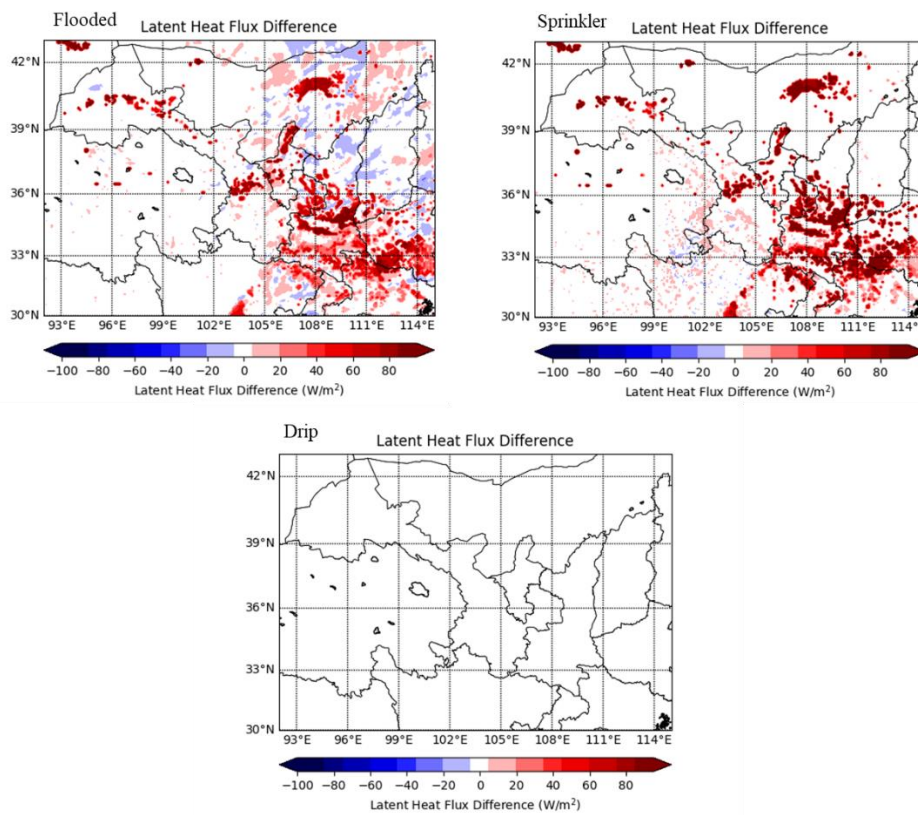 Flooded
Latent Heat Flux Difference
42°N
39°N
36°N
33°N
30°N
93°E 96°E 99°E 102°E 105°E 108°E 111°E 114°E
−100 −80 −60 −40 −20 0 20 40 60 80
Latent Heat Flux Difference (W/m²)
Sprinkler
Latent Heat Flux Difference
42°N
39°N
36°N
33°N
30°N
93°E 96°E 99°E 102°E 105°E 108°E 111°E 114°E
−100 −80 −60 −40 −20 0 20 40 60 80
Latent Heat Flux Difference (W/m²)
Drip
Latent Heat Flux Difference
42°N
39°N
36°N
33°N
30°N
93°E 96°E 99°E 102°E 105°E 108°E 111°E 114°E
−100 −80 −60 −40 −20 0 20 40 60 80
Latent Heat Flux Difference (W/m²)